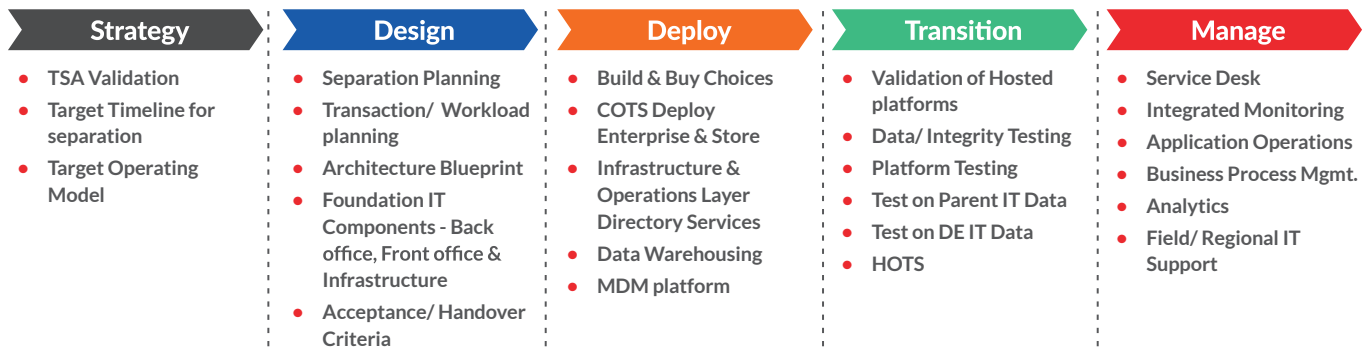 Strategy
TSA Validation
Target Timeline for
separation
Target Operating
Model
Design
Separation Planning
Transaction/ Workload
planning
Architecture Blueprint
Foundation IT
Components - Back
office, Front office &
Infrastructure
Acceptance/ Handover
Criteria
Deploy
Build & Buy Choices
COTS Deploy
Enterprise & Store
Infrastructure &
Operations Layer
Directory Services
Data Warehousing
MDM platform
Transition
Validation of Hosted
platforms
Data/ Integrity Testing
Platform Testing
Test on Parent IT Data
Test on DE IT Data
HOTS
Manage
Service Desk
Integrated Monitoring
Application Operations
Business Process Mgmt.
Analytics
Field/ Regional IT
Support